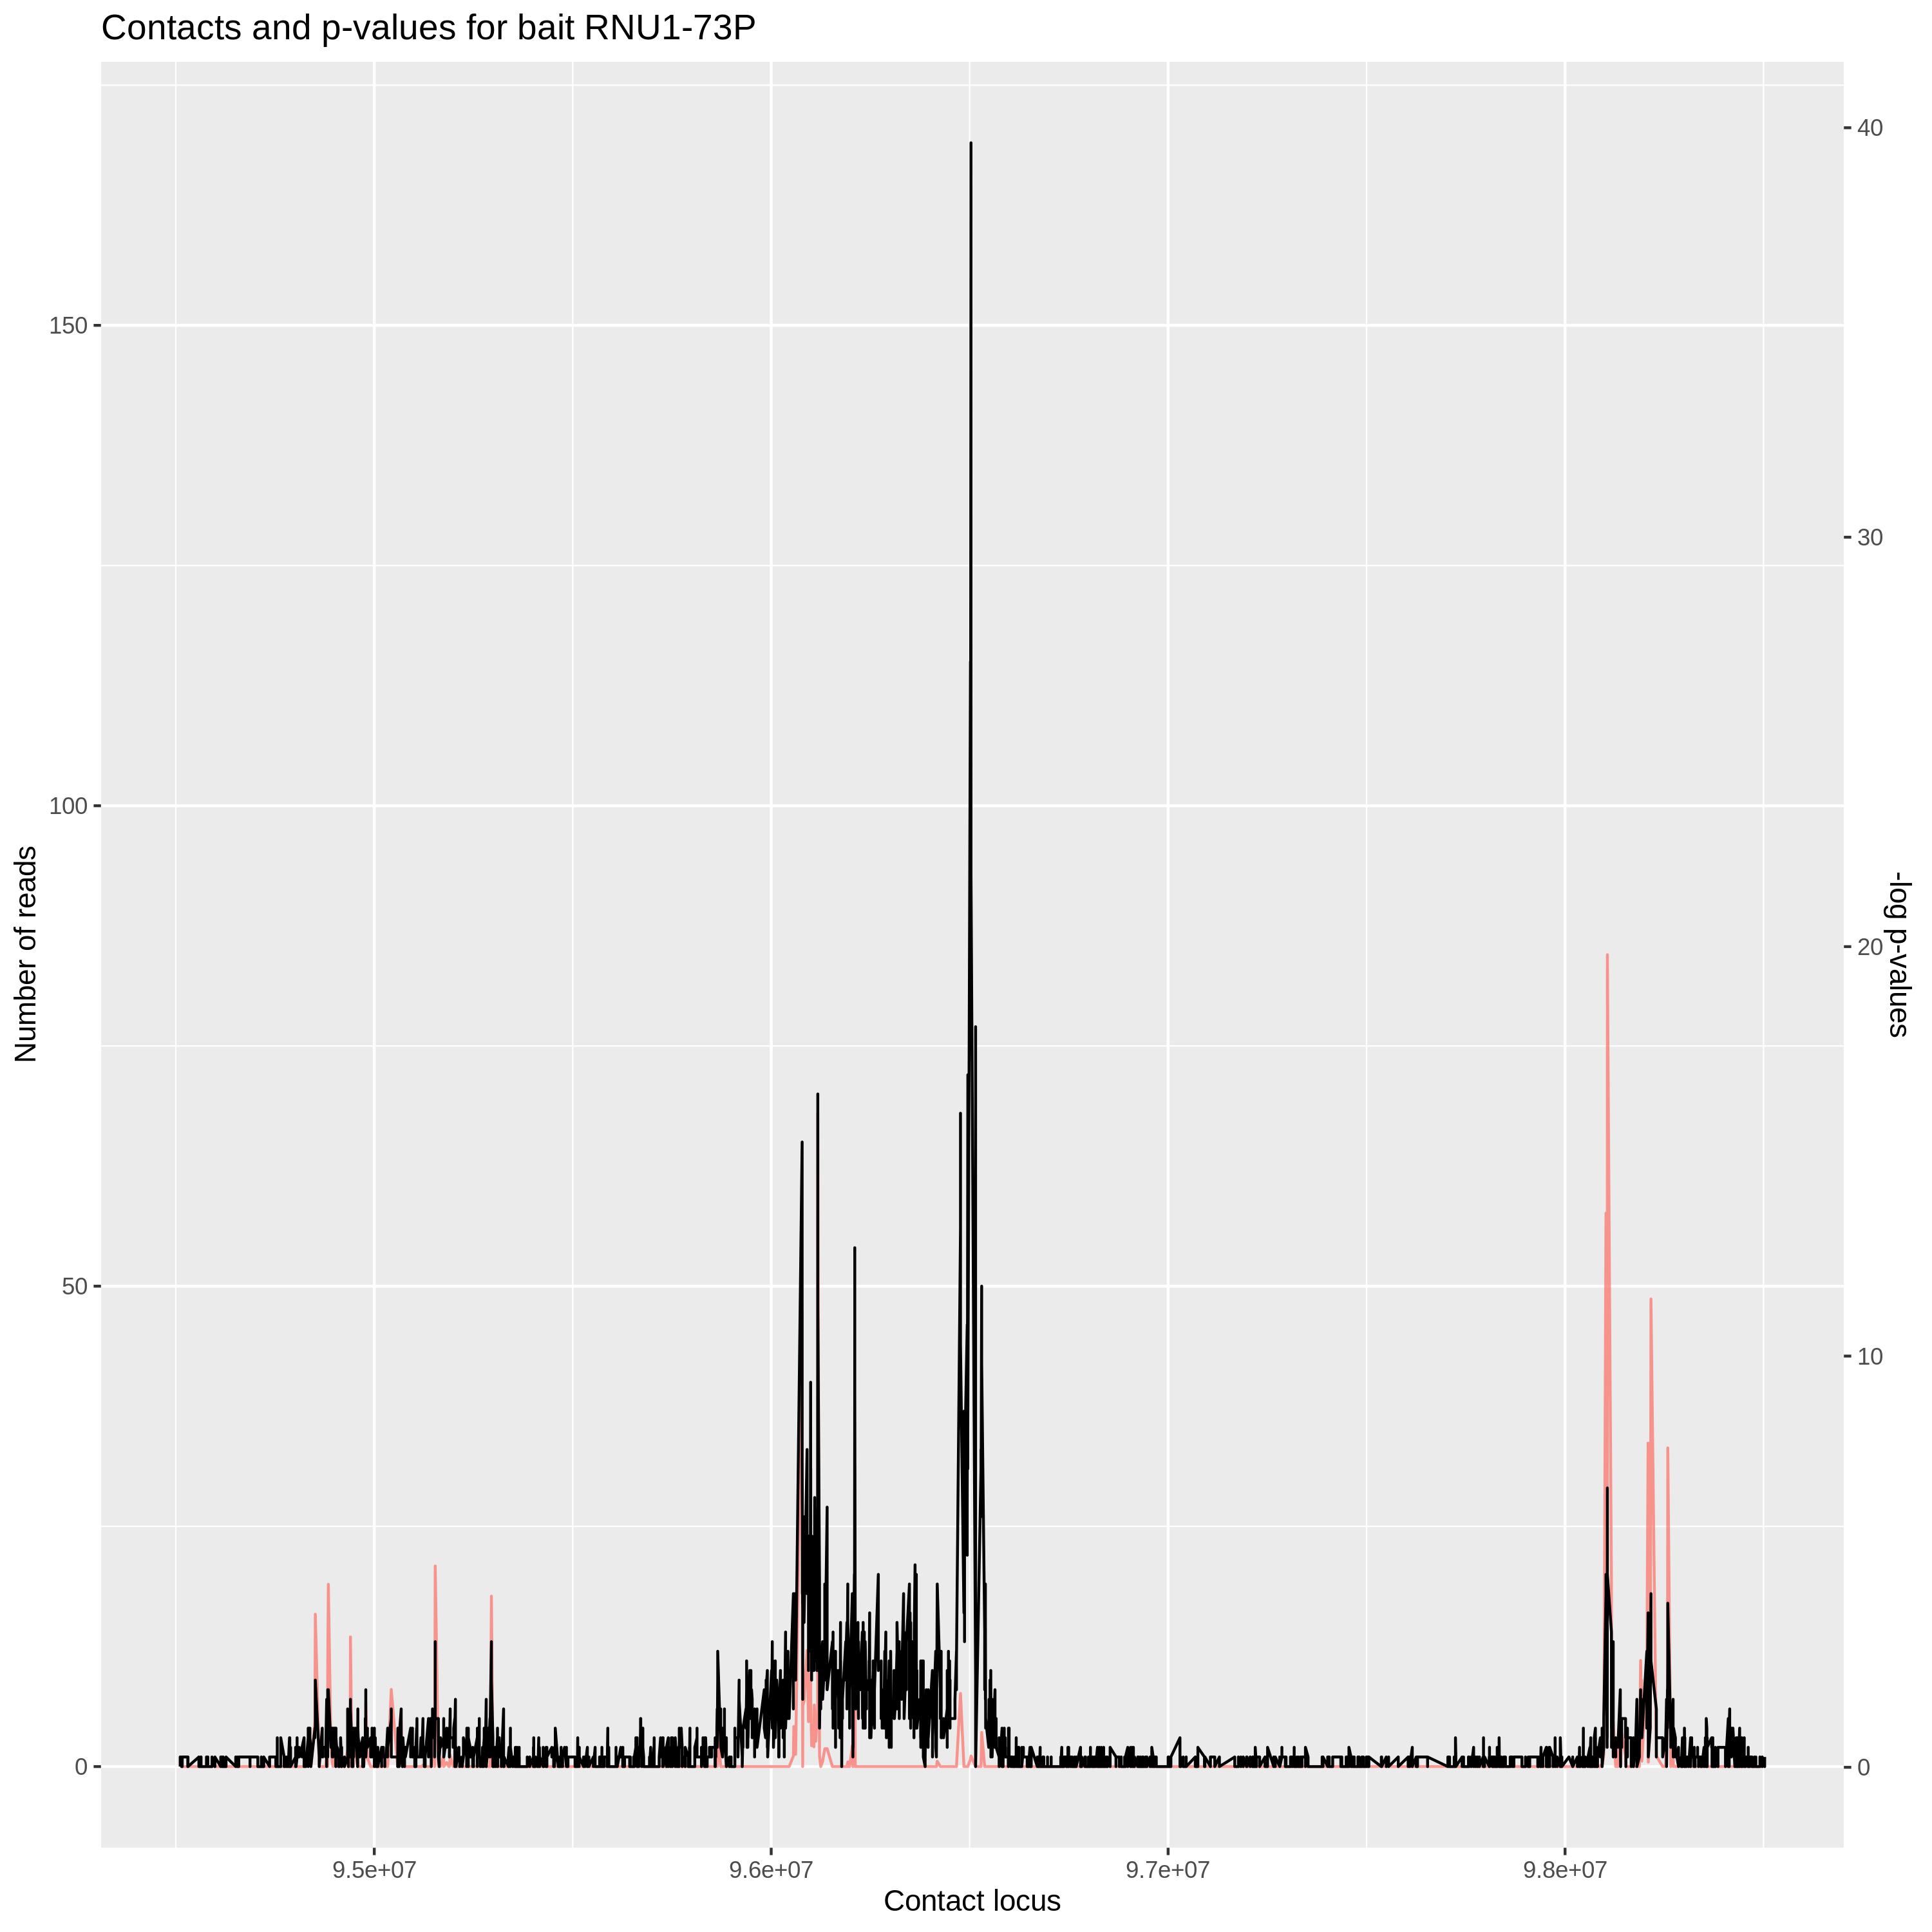 Contacts and p-values for bait RNU1-73P
150
100
50
0
40
30
20
10
0
Number of reads
-log p-values
9.5e+07 9.6e+07 9.7e+07 9.8e+07
Contact locus